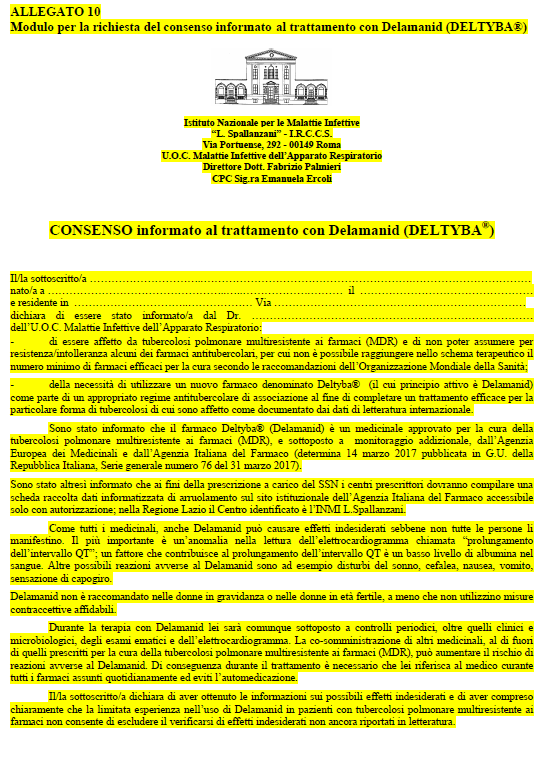 ALLEGATO 10
Modulo per la richiesta del consenso informato al trattamento con Delamanid (DELTYBA®)
Istituto Nazionale per le Malattie Infettive
“L. Spallanzani” - I.R.C.C.S.
Via Portuense, 292 - 00149 Roma
U.O.C. Malattie Infettive dell’Apparato Respiratorio
Direttore Dott. Fabrizio Palmieri
CPC Sig.ra Emanuela Ercoli
CONSENSO informato al trattamento con Delamanid (DELTYBA®)
Il/la sottoscritto/a ……………………………………………………………………………………
nato/a a …………………………………………………………… il ……………………………
e residente in ………………………………… Via ……………………………………………
dichiara di essere stato informato/a dal Dr. ………………………………………………
dell’U.O.C. Malattie Infettive dell’Apparato Respiratorio:
- di essere affetto da tubercolosi polmonare multiresistente ai farmaci (MDR) e di non poter assumere per
resistenza/intolleranza alcuni dei farmaci antitubercolari, per cui non è possibile raggiungere nello schema terapeutico il
numero minimo di farmaci efficaci per la cura secondo le raccomandazioni dell’Organizzazione Mondiale della Sanità;
- della necessità di utilizzare un nuovo farmaco denominato Deltyba® (il cui principio attivo è Delamanid)
come parte di un appropriato regime antitubercolare di associazione al fine di completare un trattamento efficace per la
particolare forma di tubercolosi di cui sono affetto come documentato dai dati di letteratura internazionale.
Sono stato informato che il farmaco Deltyba® (Delamanid) è un medicinale approvato per la cura della
tubercolosi polmonare multiresistente ai farmaci (MDR), e sottoposto a monitoraggio addizionale, dall’Agenzia
Europea dei Medicinali e dall’Agenzia Italiana del Farmaco (determina 14 marzo 2017 pubblicata in G.U. della
Repubblica Italiana, Serie generale numero 76 del 31 marzo 2017).
Sono stato altresì informato che ai fini della prescrizione a carico del SSN i centri prescrittori dovranno compilare una
scheda raccolta dati informatizzata di arruolamento sul sito istituzionale dell’Agenzia Italiana del Farmaco accessibile
solo con autorizzazione; nella Regione Lazio il Centro identificato è l’INMI L.Spallanzani.
Come tutti i medicinali, anche Delamanid può causare effetti indesiderati sebbene non tutte le persone li
manifestino. Il più importante è un’anomalia nella lettura dell’elettrocardiogramma chiamata “prolungamento
dell’intervallo QT”; un fattore che contribuisce al prolungamento dell’intervallo QT è un basso livello di albumina nel
sangue. Altre possibili reazioni avverse al Delamanid sono ad esempio disturbi del sonno, cefalea, nausea, vomito,
sensazione di capogiro.
Delamanid non è raccomandato nelle donne in gravidanza o nelle donne in età fertile, a meno che non utilizzino misure
contraccettive affidabili.
Durante la terapia con Delamanid lei sarà comunque sottoposto a controlli periodici, oltre quelli clinici e
microbiologici, degli esami ematici e dell’elettrocardiogramma. La co-somministrazione di altri medicinali, al di fuori
di quelli prescritti per la cura della tubercolosi polmonare multiresistente ai farmaci (MDR), può aumentare il rischio di
reazioni avverse al Delamanid. Di conseguenza durante il trattamento è necessario che lei riferisca al medico curante
tutti i farmaci assunti quotidianamente ed eviti l’automedicazione.
Il/la sottoscritto/a dichiara di aver ottenuto le informazioni sui possibili effetti indesiderati e di aver compreso
chiaramente che la limitata esperienza nell’uso di Delamanid in pazienti con tubercolosi polmonare multiresistente ai
farmaci non consente di escludere il verificarsi di effetti indesiderati non ancora riportati in letteratura.